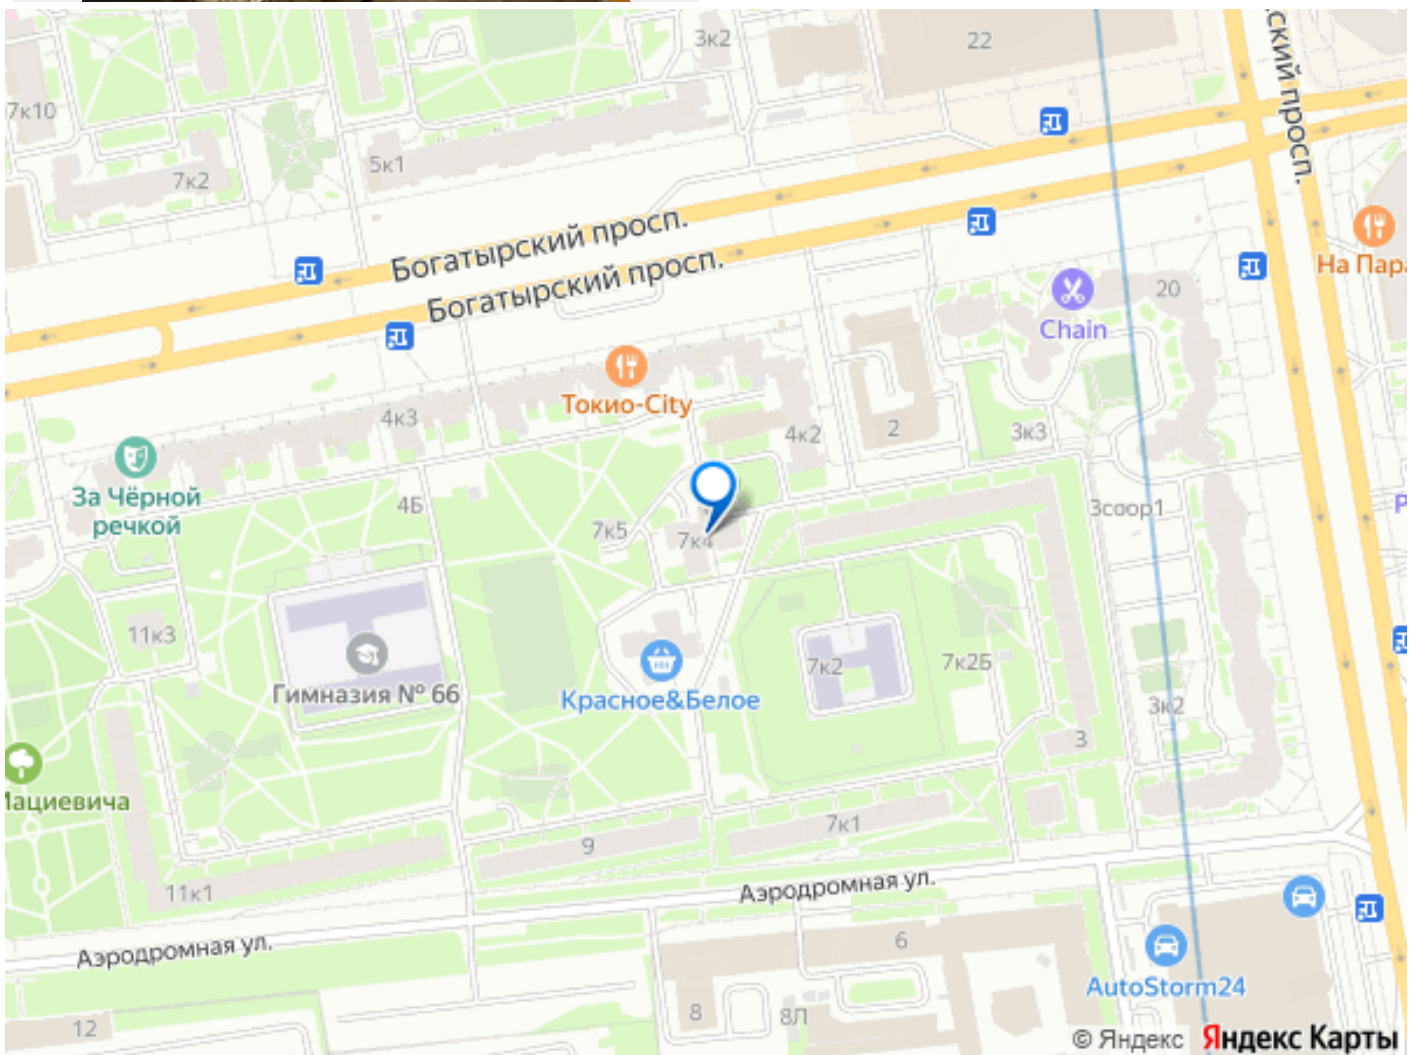 3к2
22
ский просп.
7к10
5к1
7к2
Богатырский просп.
Богатырский просп.
На Пар
20
Chain
Токио-City
4к3
4к2
2
3к3
За Чёрной
речкой
4Б
7к5
7к4
3соор1
11к3
Гимназия № 66
Красное&Белое
7к2
7к2Б
3к2
3
Мациевича
7к1
9
11к1
Аэродромная ул.
Аэродромная ул.
6
AutoStorm24
8
8Л
12
© Яндекс Яндекс Карты